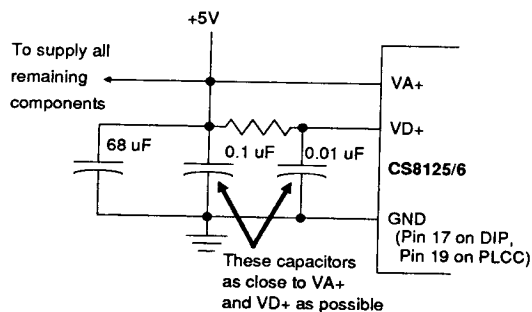 +5V
To supply all
remaining
components
VA+
VD+
68 uF
0.1 uF
0.01 uF
CS8125/6
GND
(Pin 17 on DIP,
Pin 19 on PLCC)
These capacitors
as close to VA+
and VD+ as possible